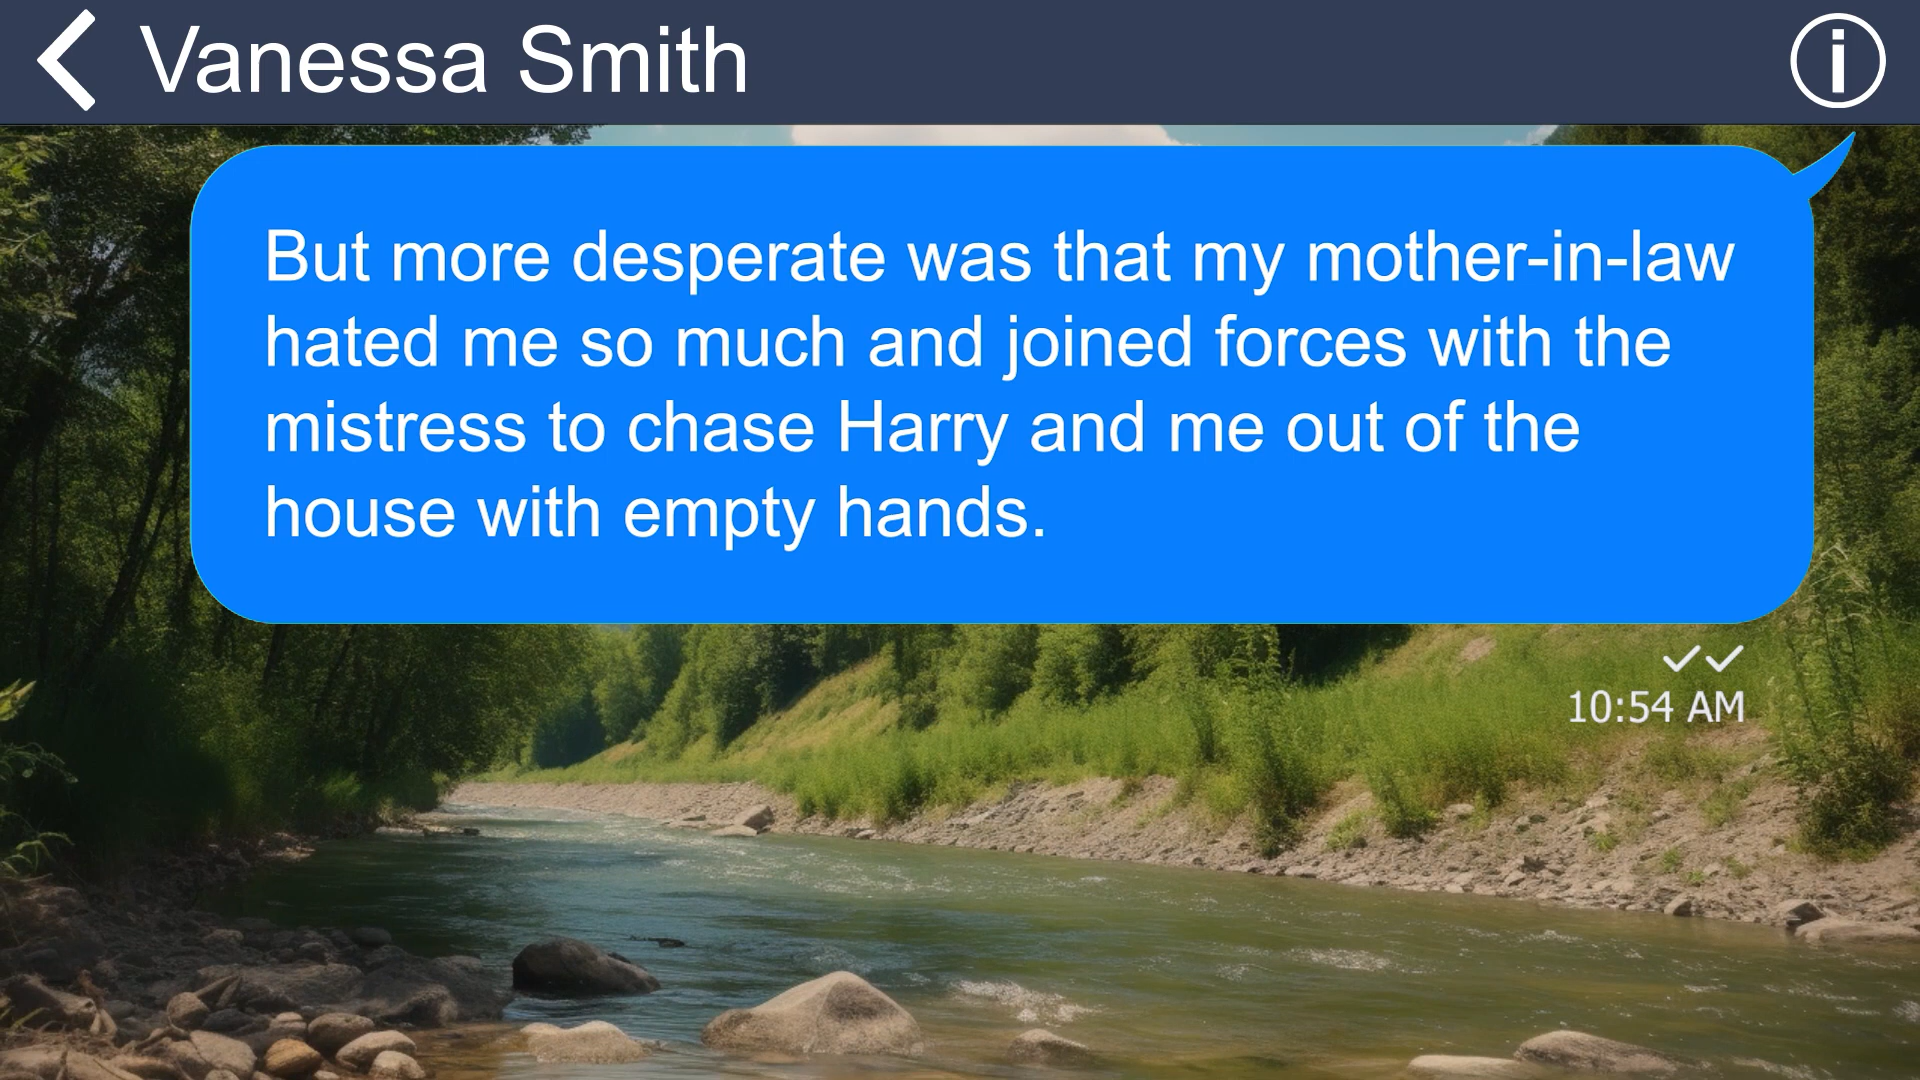 Vanessa Smith
But more desperate was that my mother-in-law
hated me so much and joined forces with the
mistress to chase Harry and me out of the
house with empty hands.
10:54 AM